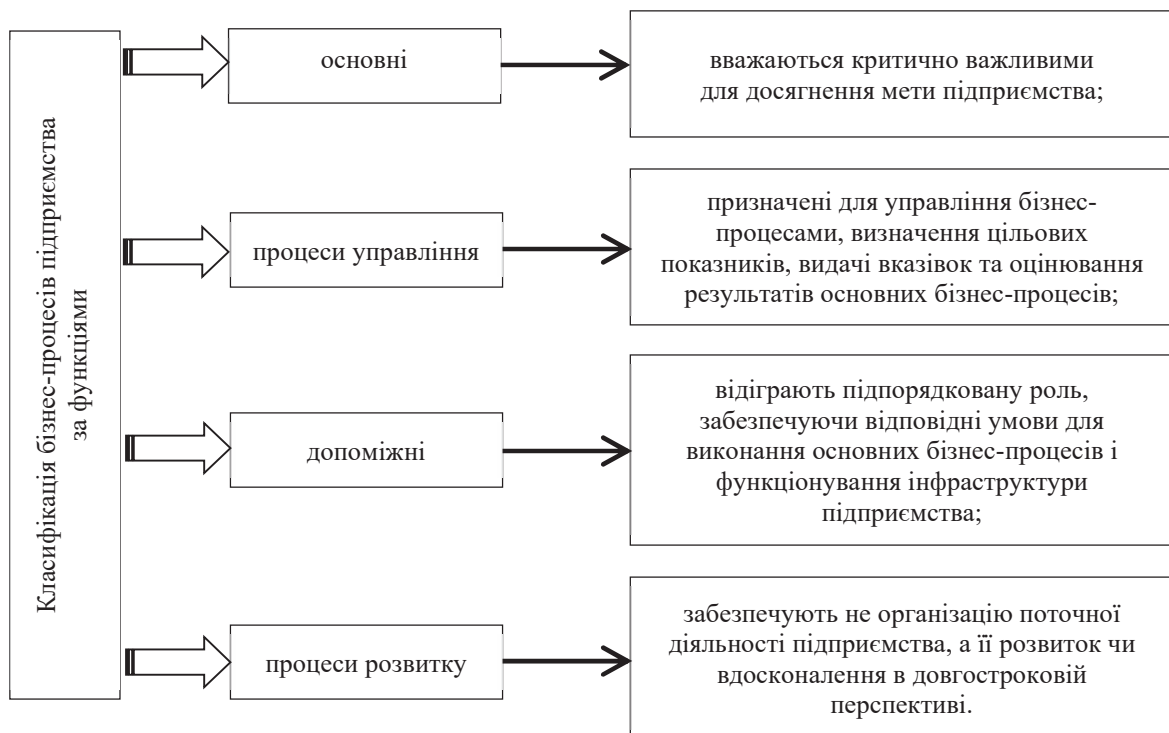 Класифікація бізнес-процесів підприємства
за функціями
основні
вважаються критично важливими
для досягнення мети підприємства;
процеси управління
призначені для управління бізнес-
процесами, визначення цільових
показників, видачі вказівок та оцінювання
результатів основних бізнес-процесів;
допоміжні
відіграють підпорядковану роль,
забезпечуючи відповідні умови для
виконання основних бізнес-процесів і
функціонування інфраструктури
підприємства;
процеси розвитку
забезпечують не організацію поточної
діяльності підприємства, а її розвиток чи
вдосконалення в довгостроковій
перспективі.